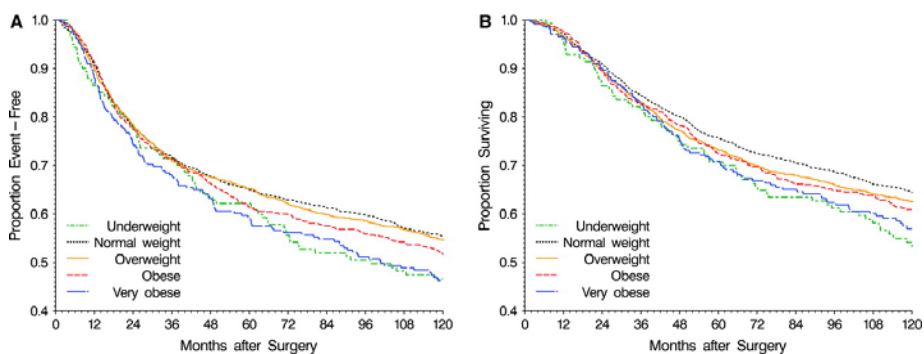 A
Proportion Event-Free
1.0
0.9
0.8
0.7
0.6
0.5
0.4
Underweight
Normal weight
Overweight
Obese
Very obese
0 12 24 36 48 60 72 84 96 108 120
Months after Surgery
B
Proportion Surviving
1.0
0.9
0.8
0.7
0.6
0.5
0.4
Underweight
Normal weight
Overweight
Obese
Very obese
0 12 24 36 48 60 72 84 96 108 120
Months after Surgery